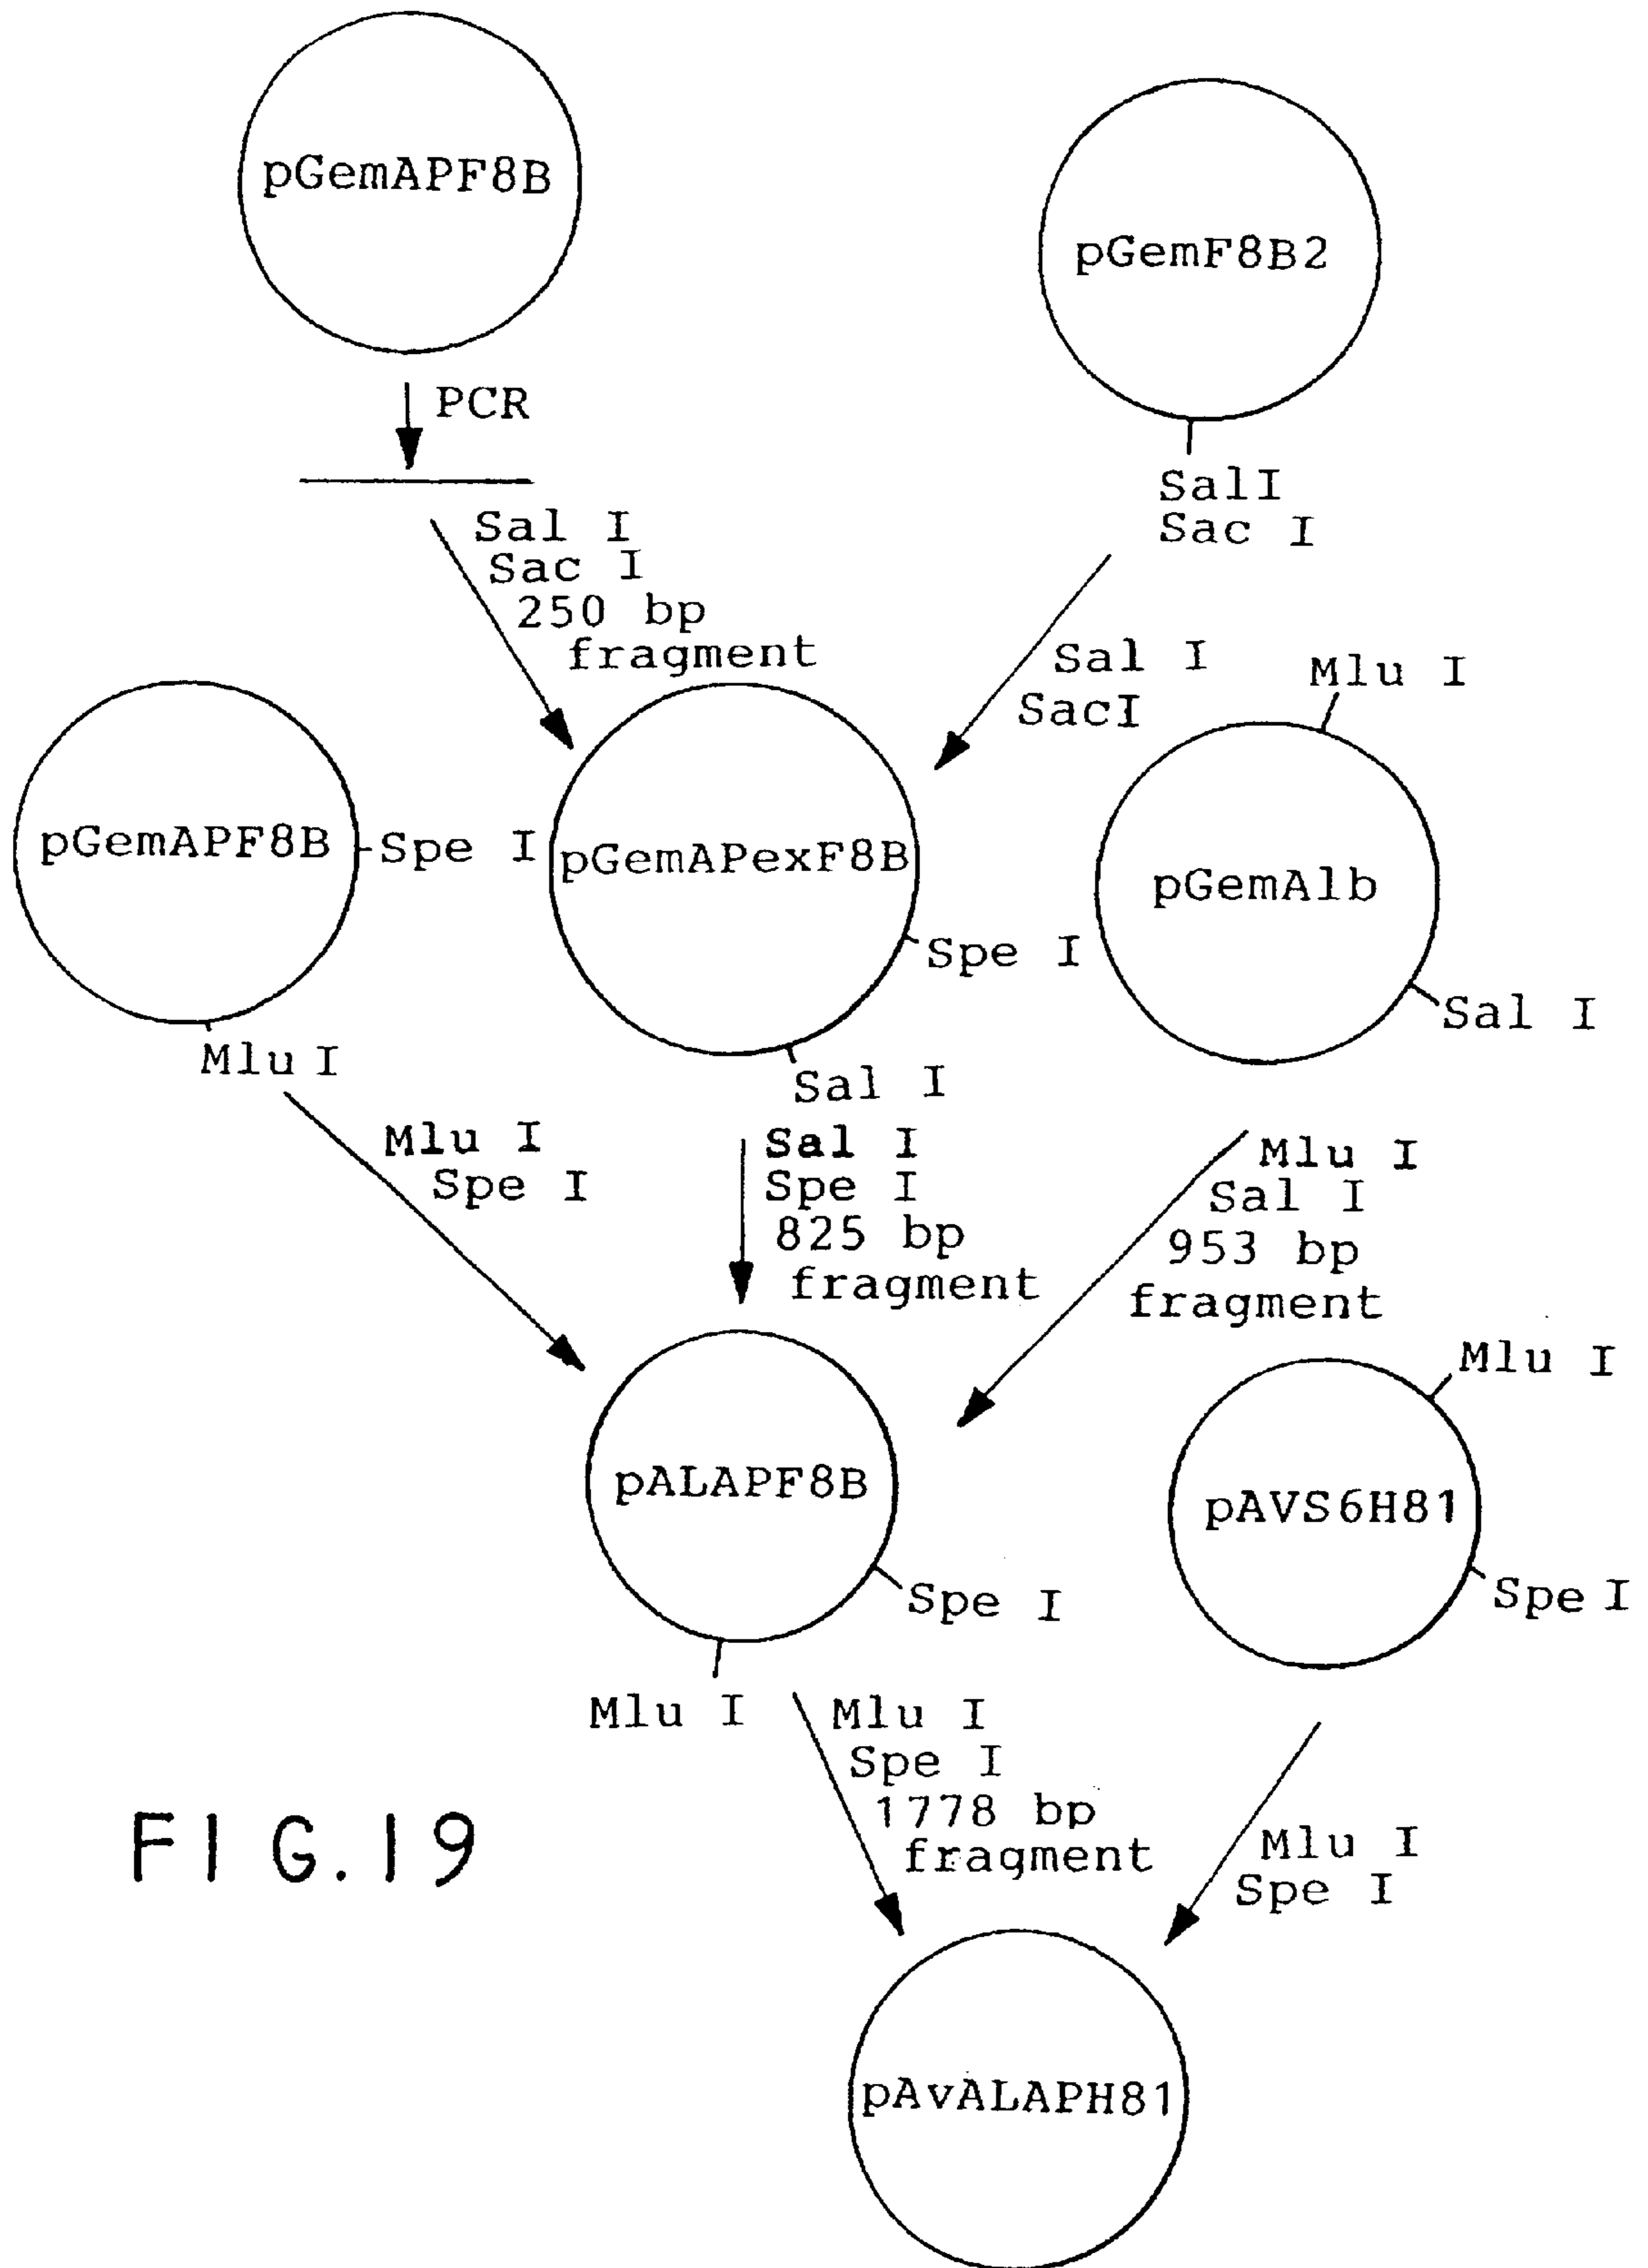 pGemAPF8B
pGemF8B2
PCR
SalI
Sac I
Sal I
Sac I
250 bp
fragment
Sal I
SacI
Mlu I
pGemAPF8B
Spe I
pGemAPexF8B
pGemAlb
Spe I
Sal I
Mlu I
Sal I
Mlu I
Spe I
Sal I
Spe I
825 bp
fragment
Mlu I
Sal I
953 bp
fragment
Mlu I
pALAPF8B
pAVS6H81
Spe I
Spe I
Mlu I
Mlu I
Spe I
1778 bp
fragment
Mlu I
Spe I
FIG.19
pAvALAPH81